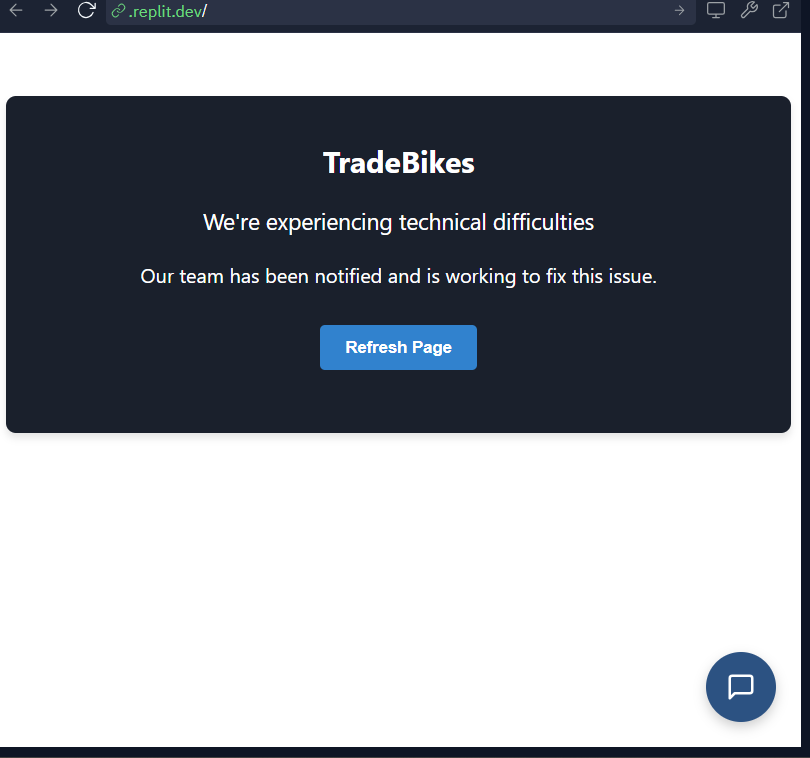 .replit.dev/
TradeBikes
We're experiencing technical difficulties
Our team has been notified and is working to fix this issue.
Refresh Page